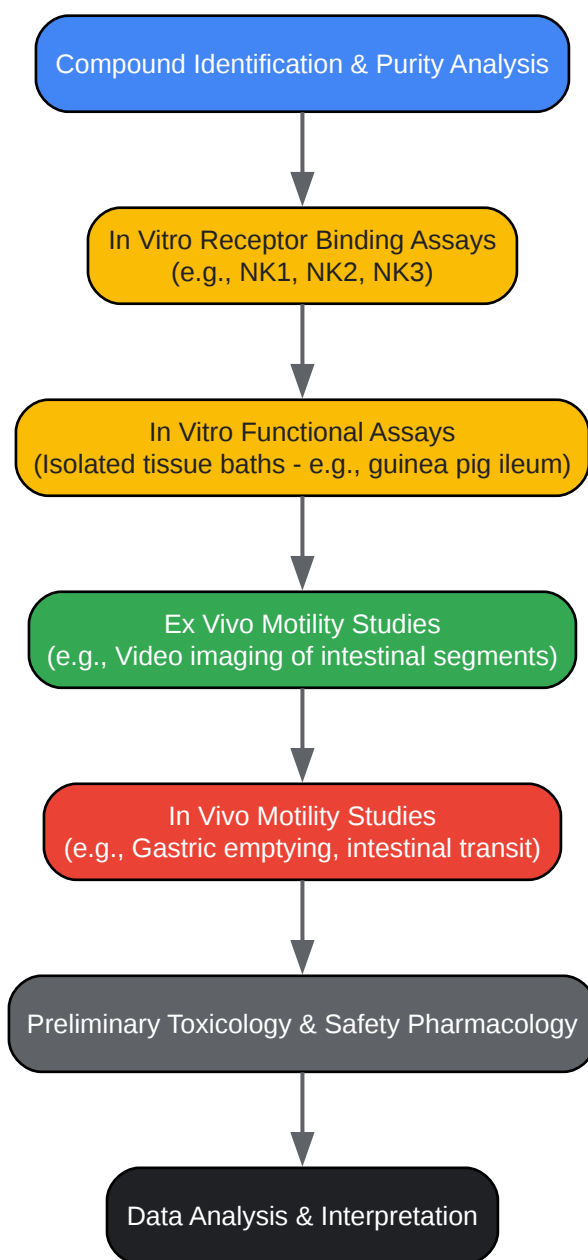 Compound Identification & Purity Analysis
In Vitro Receptor Binding Assays
(e.g., NK1, NK2, NK3)
In Vitro Functional Assays
(Isolated tissue baths - e.g., guinea pig ileum)
Ex Vivo Motility Studies
(e.g., Video imaging of intestinal segments)
In Vivo Motility Studies
(e.g., Gastric emptying, intestinal transit)
Preliminary Toxicology & Safety Pharmacology
Data Analysis & Interpretation